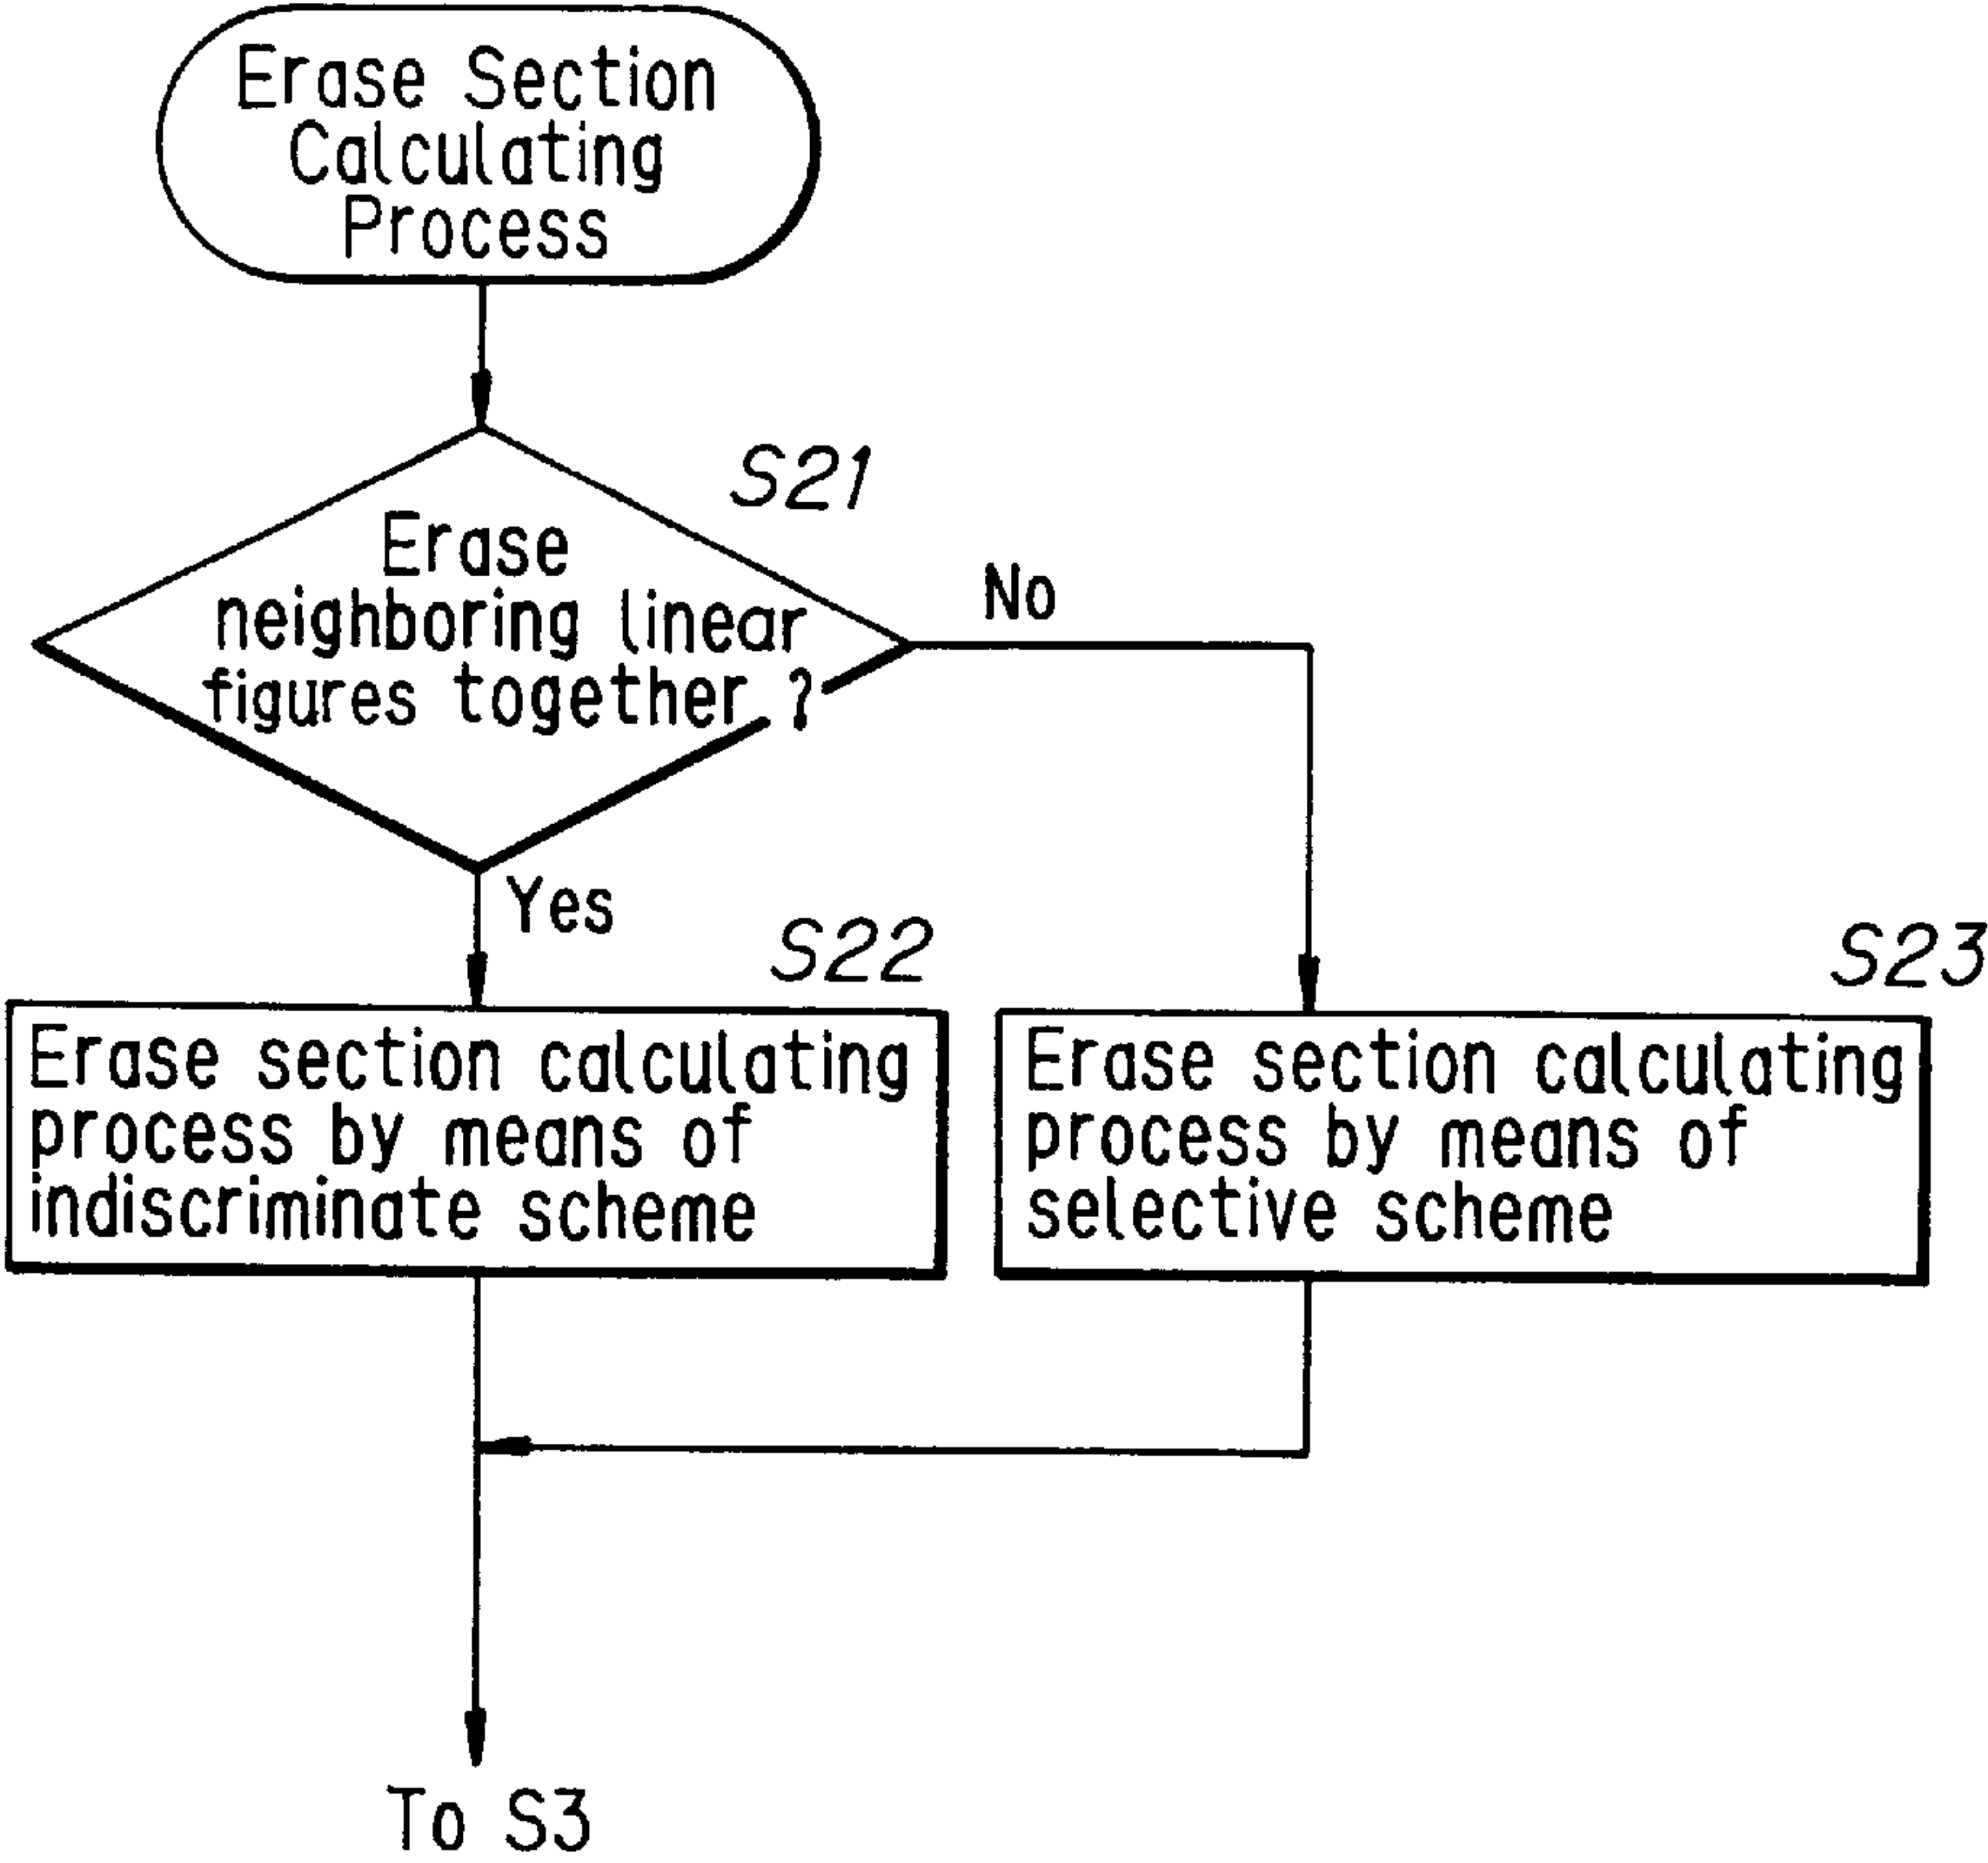 Erase Section
Calculating
Process
S21
Erase
neighboring linear
figures together ?
No
Yes
S22
Erase section calculating
process by means of
indiscriminate scheme
S23
Erase section calculating
process by means of
selective scheme
To S3